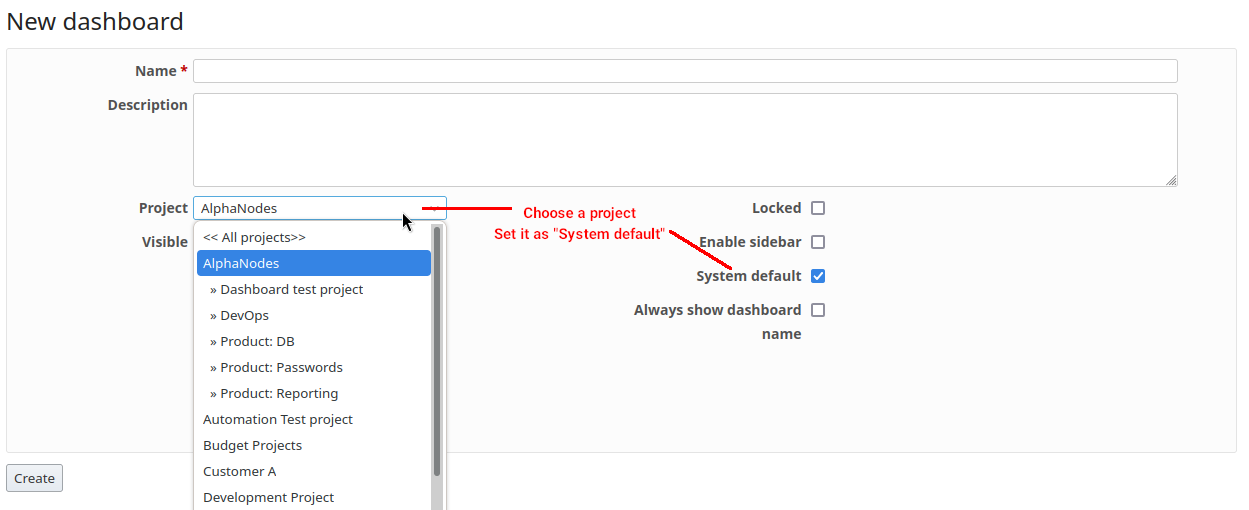 New dashboard
Name *
Description
Project AlphaNodes
Choose a project
Set it as "System default"
Locked
Visible
Enable sidebar
System default
Always show dashboard
name
<< All projects>>
AlphaNodes
» Dashboard test project
» DevOps
» Product: DB
» Product: Passwords
» Product: Reporting
Automation Test project
Budget Projects
Customer A
Development Project
Create